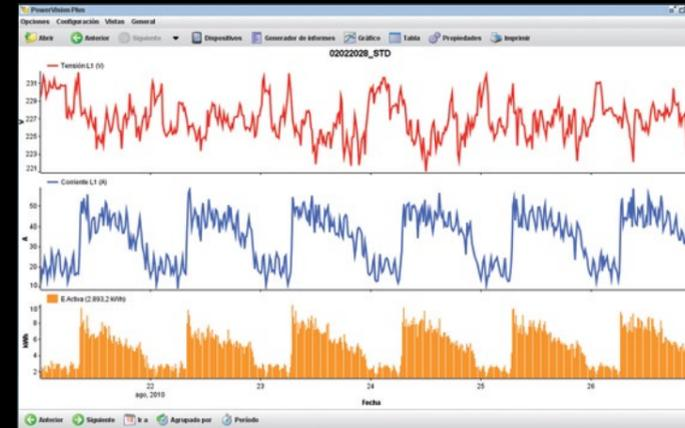 PowerVision Plus
Opciones Configuración Vistas General
Abrir Anterior Siguiente Dispositivos Generador de informes Gráfico Tabla Propiedades Imprimir
02022028_STD
Tensión L1 (V)
231
229
227
225
223
221
V
Corriente L1 (A)
50
40
30
20
10
A
E.Activa (2.893,2 kWh)
10
8
6
4
2
kWh
22 23 24 25 26
ago, 2010
Fecha
Anterior Siguiente Ir a Agrupado por Período